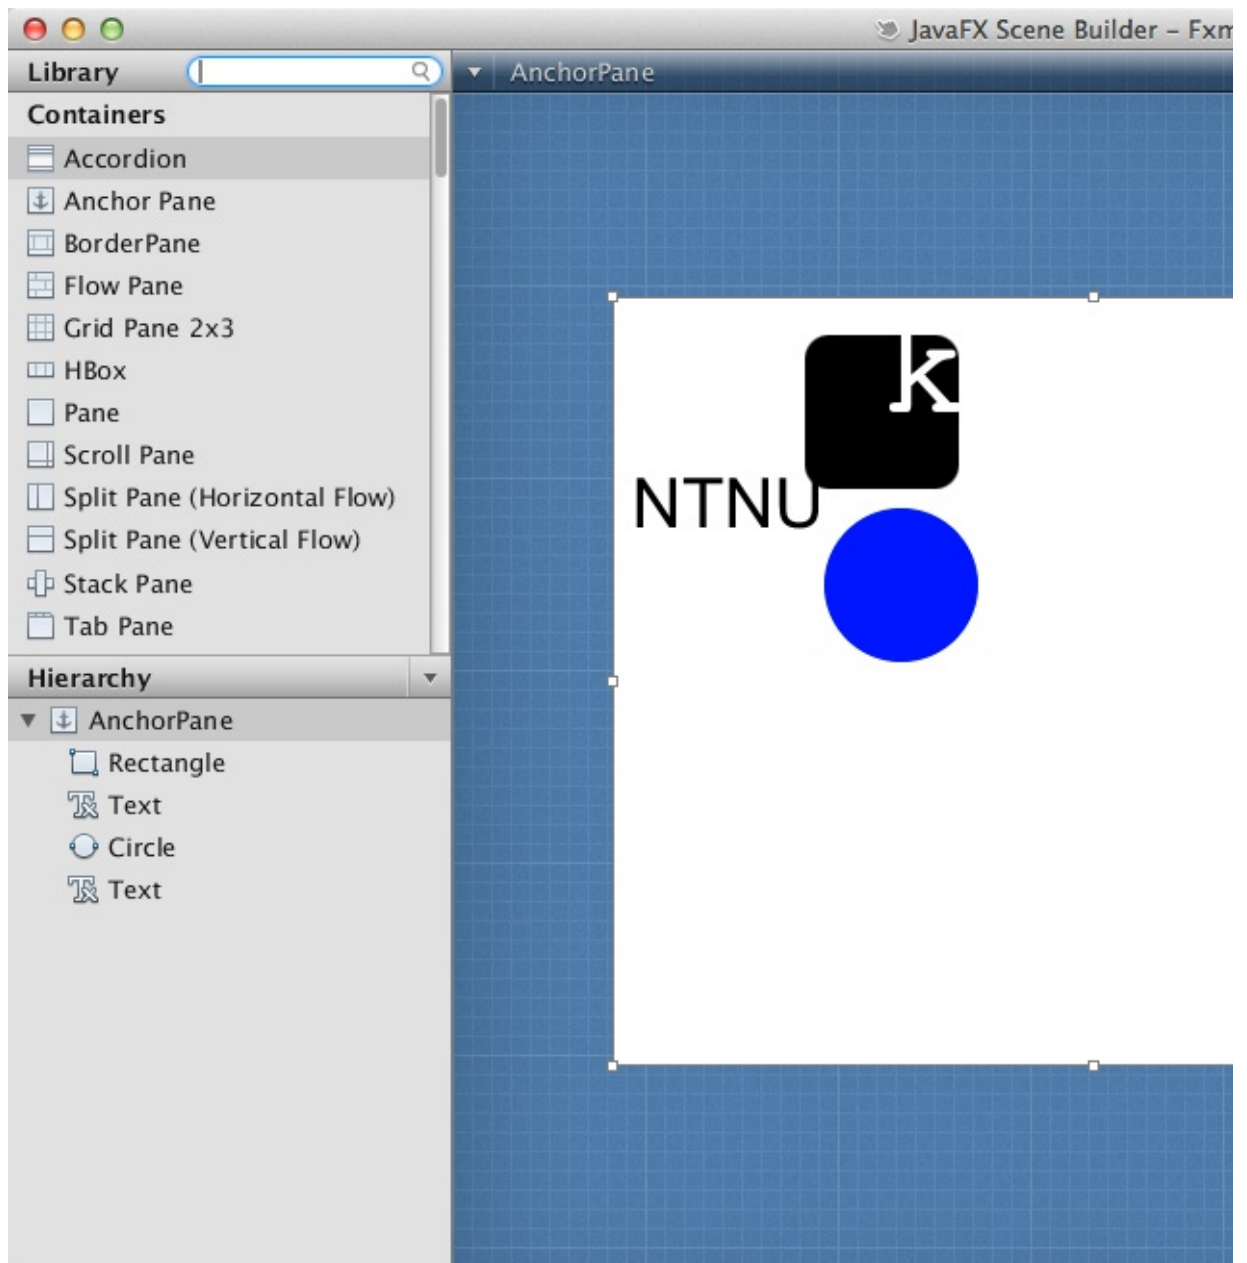 JavaFX Scene Builder – Fxm
Library
AnchorPane
Containers
Accordion
Anchor Pane
BorderPane
Flow Pane
Grid Pane 2x3
HBox
Pane
Scroll Pane
Split Pane (Horizontal Flow)
Split Pane (Vertical Flow)
Stack Pane
Tab Pane
Hierarchy
AnchorPane
Rectangle
Text
Circle
Text
k
NTNU